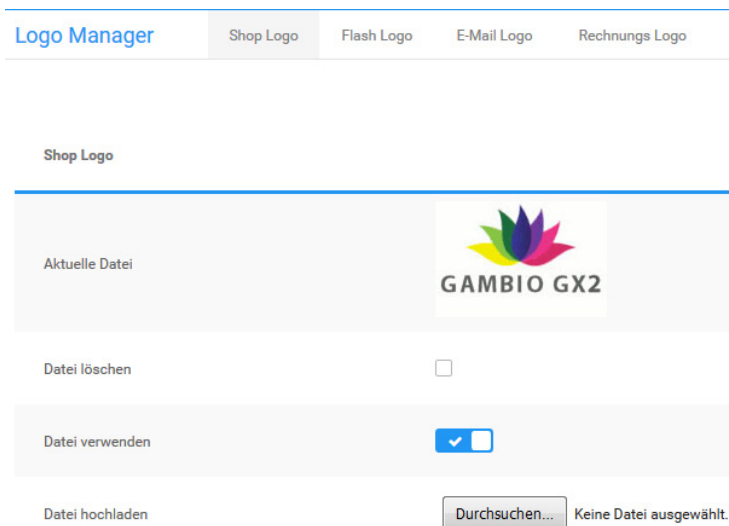 Logo Manager Shop Logo Flash Logo E-Mail Logo Rechnungs Logo
Shop Logo
Aktuelle Datei
GAMBIO GX2
Datei löschen
Datei verwenden
Datei hochladen Durchsuchen... Keine Datei ausgewählt.